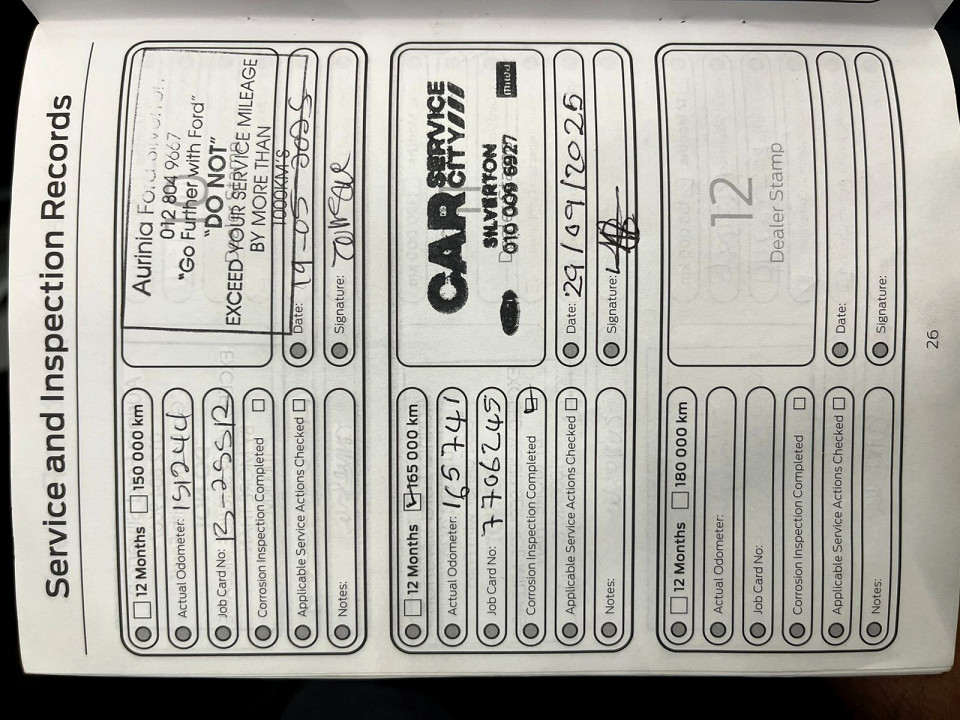 Service and Inspection Records
12 Months 150 000 km
Actual Odometer: 151244
Job Card No: 13-25512
Corrosion Inspection Completed
Applicable Service Actions Checked
Notes:
Aurinia Ford
012 804 9667
"Go Further with Ford"
"DO NOT"
EXCEED YOUR SERVICE MILEAGE
BY MORE THAN
1000KM'S
Date: 19-05-2025
Signature:
12 Months 165 000 km
Actual Odometer: 165741
Job Card No: 7706245
Corrosion Inspection Completed
Applicable Service Actions Checked
Notes:
CAR SERVICE
CITY
SILVERTON
010 009 6927
Date: 29/09/2025
Signature:
12 Months 180 000 km
Actual Odometer:
Job Card No:
Corrosion Inspection Completed
Applicable Service Actions Checked
Notes:
12
Dealer Stamp
Date:
Signature:
26